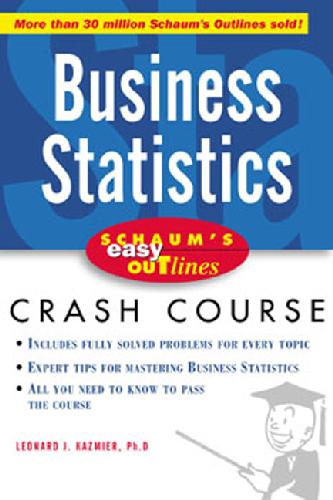 More than 30 million Schaum's Outlines sold!
Business
Statistics
SCHAUM'S
easy
OUTlines
CRASH COURSE
• INCLUDES FULLY SOLVED PROBLEMS FOR EVERY TOPIC
• EXPERT TIPS FOR MASTERING BUSINESS STATISTICS
• ALL YOU NEED TO KNOW TO PASS
THE COURSE
LEONARD J. KAZMIER, Ph.D